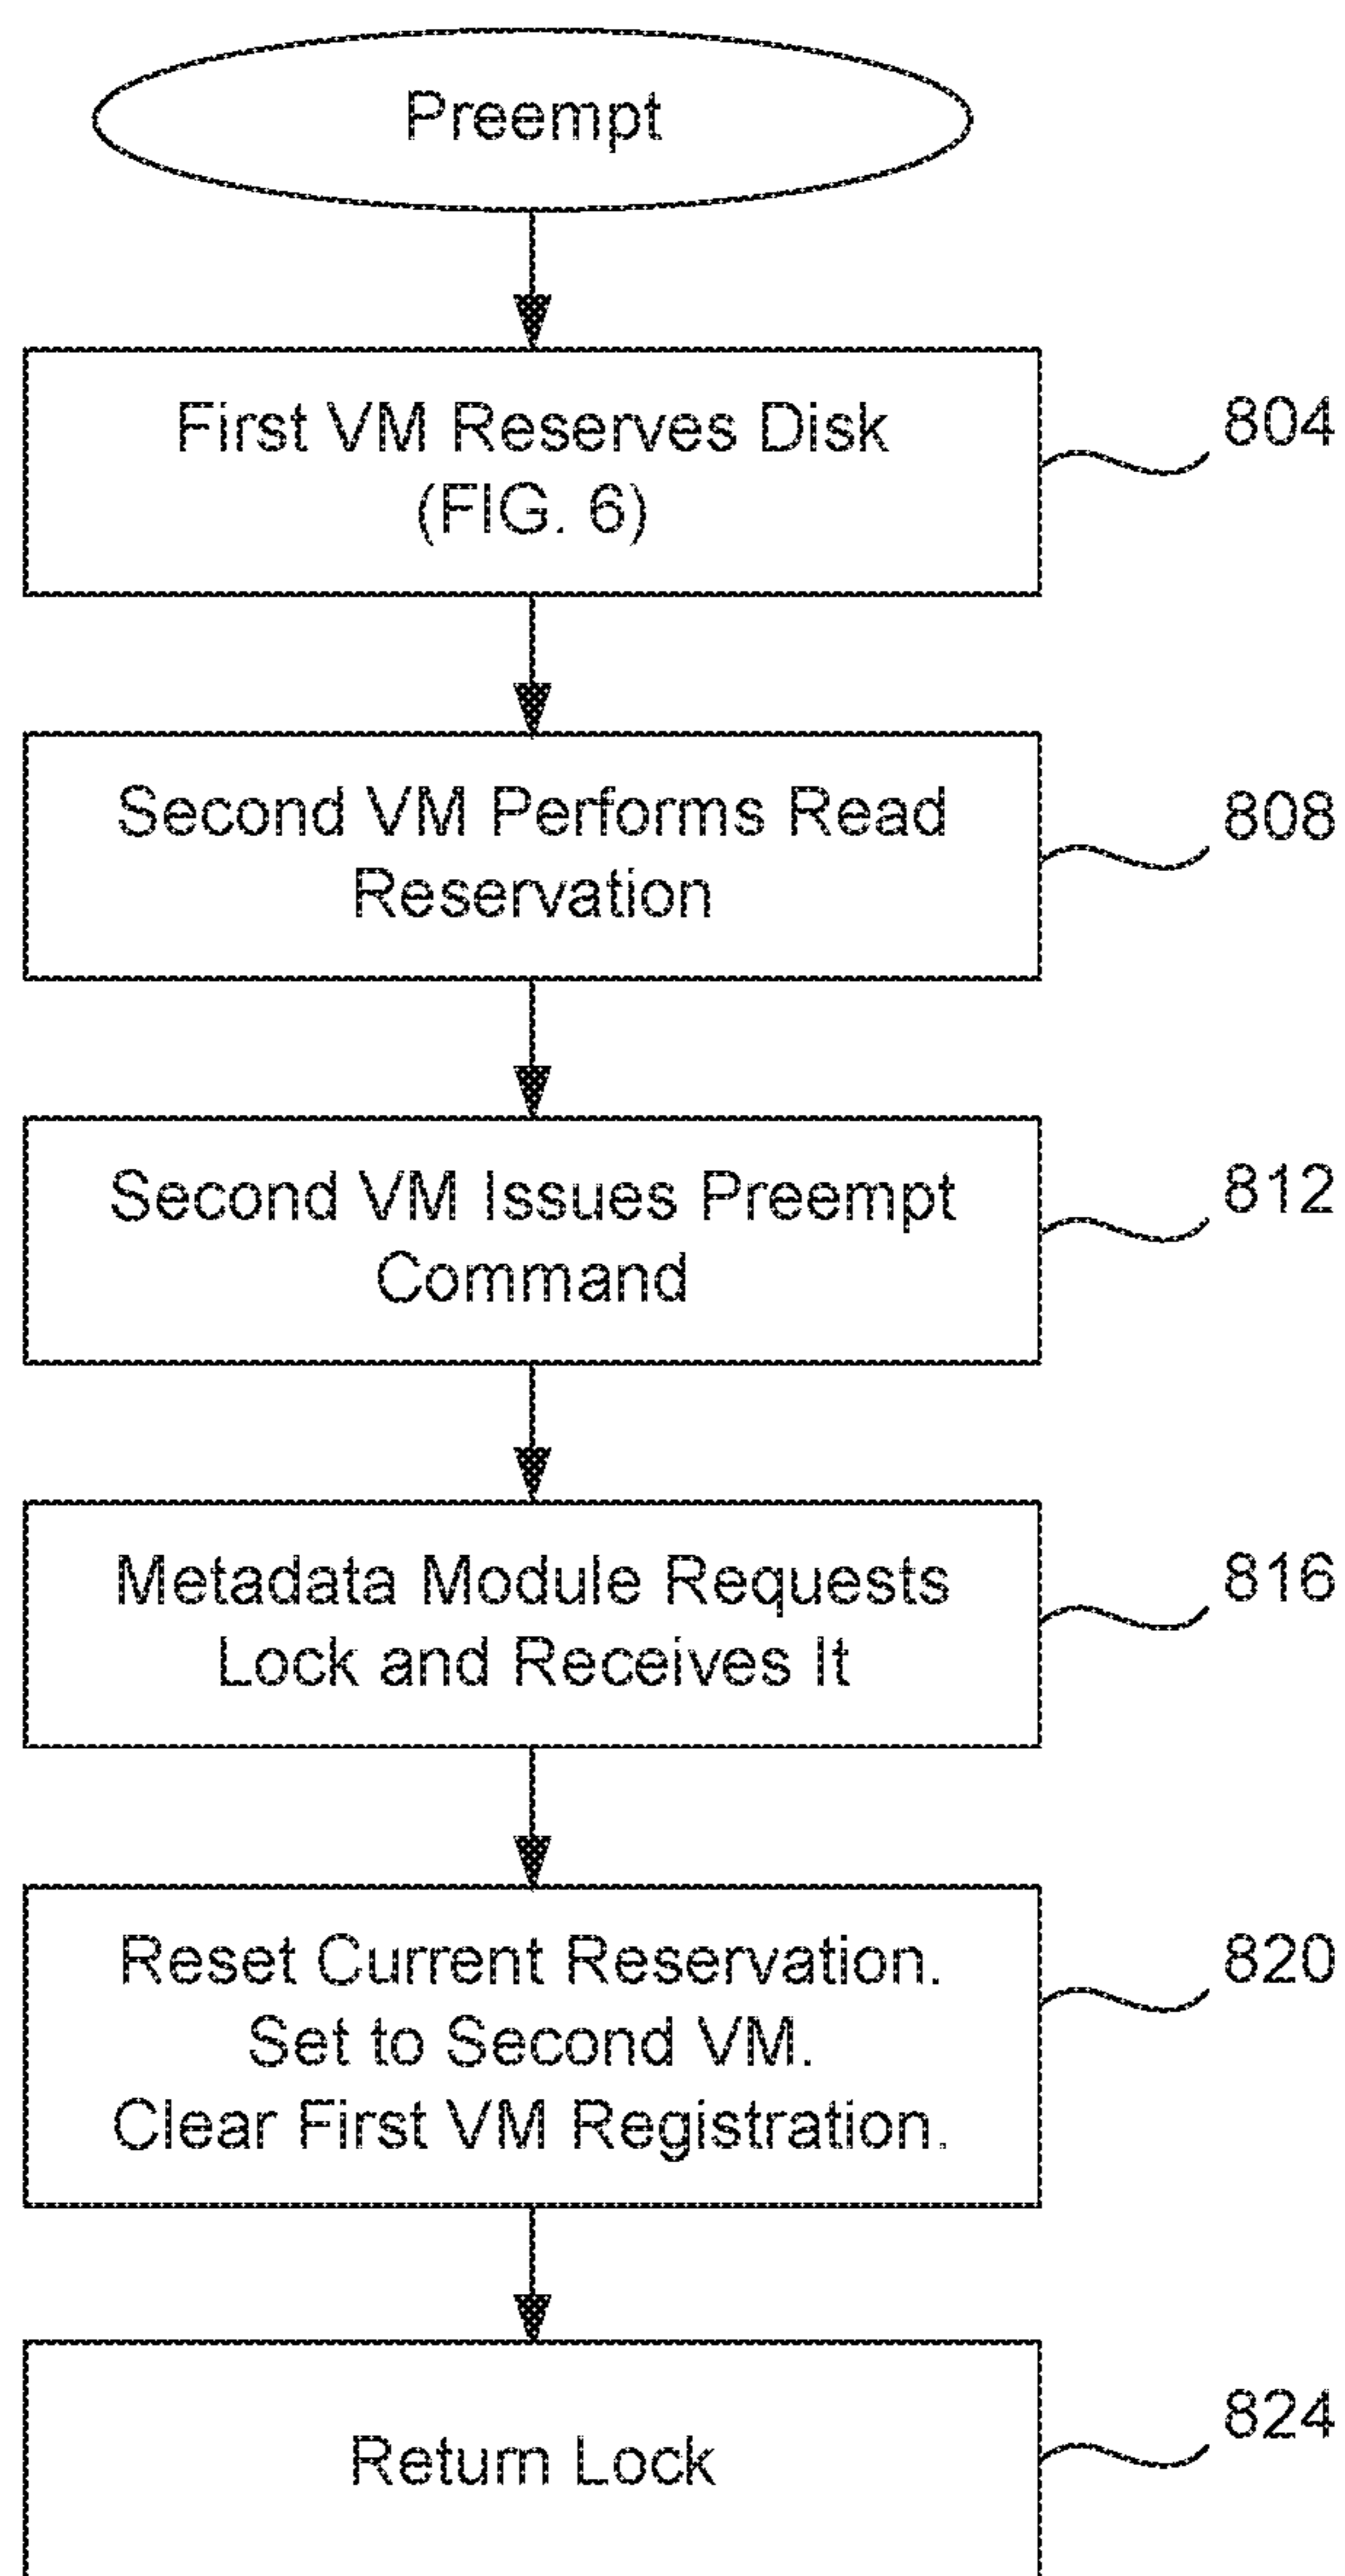 Preempt
First VM Reserves Disk
(FIG. 6)
804
Second VM Performs Read
Reservation
808
Second VM Issues Preempt
Command
812
Metadata Module Requests
Lock and Receives It
816
Reset Current Reservation.
Set to Second VM.
Clear First VM Registration.
820
Return Lock
824